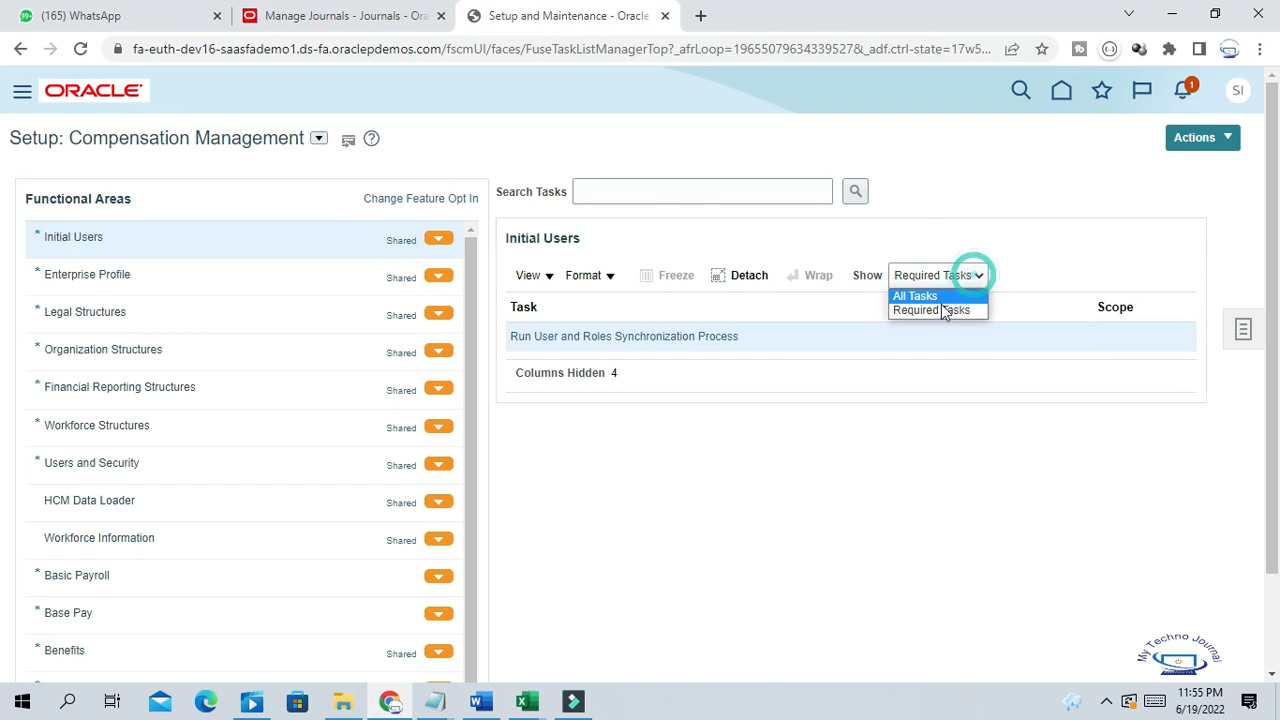 99+
(165) WhatsApp
Manage Journals - Journals - Or
Setup and Maintenance - Oracle
fa-euth-dev16-saasfademo1.ds-fa.oraclepdemos.com/fscmUI/faces/FuseTaskListManagerTop?_afrLoop=19655079634339527&_adf.ctrl-state=17w5...
ORACLE
1
SI
Setup: Compensation Management
Actions
Functional Areas
Change Feature Opt In
Search Tasks
* Initial Users Shared
* Enterprise Profile Shared
* Legal Structures Shared
* Organization Structures Shared
* Financial Reporting Structures Shared
* Workforce Structures Shared
* Users and Security Shared
HCM Data Loader Shared
Workforce Information Shared
* Basic Payroll
* Base Pay
* Benefits Shared
Initial Users
View Format Freeze Detach Wrap Show Required Tasks
All Tasks
Required Tasks
Task Scope
Run User and Roles Synchronization Process
Columns Hidden 4
My Techno Journal
11:55 PM
6/19/2022